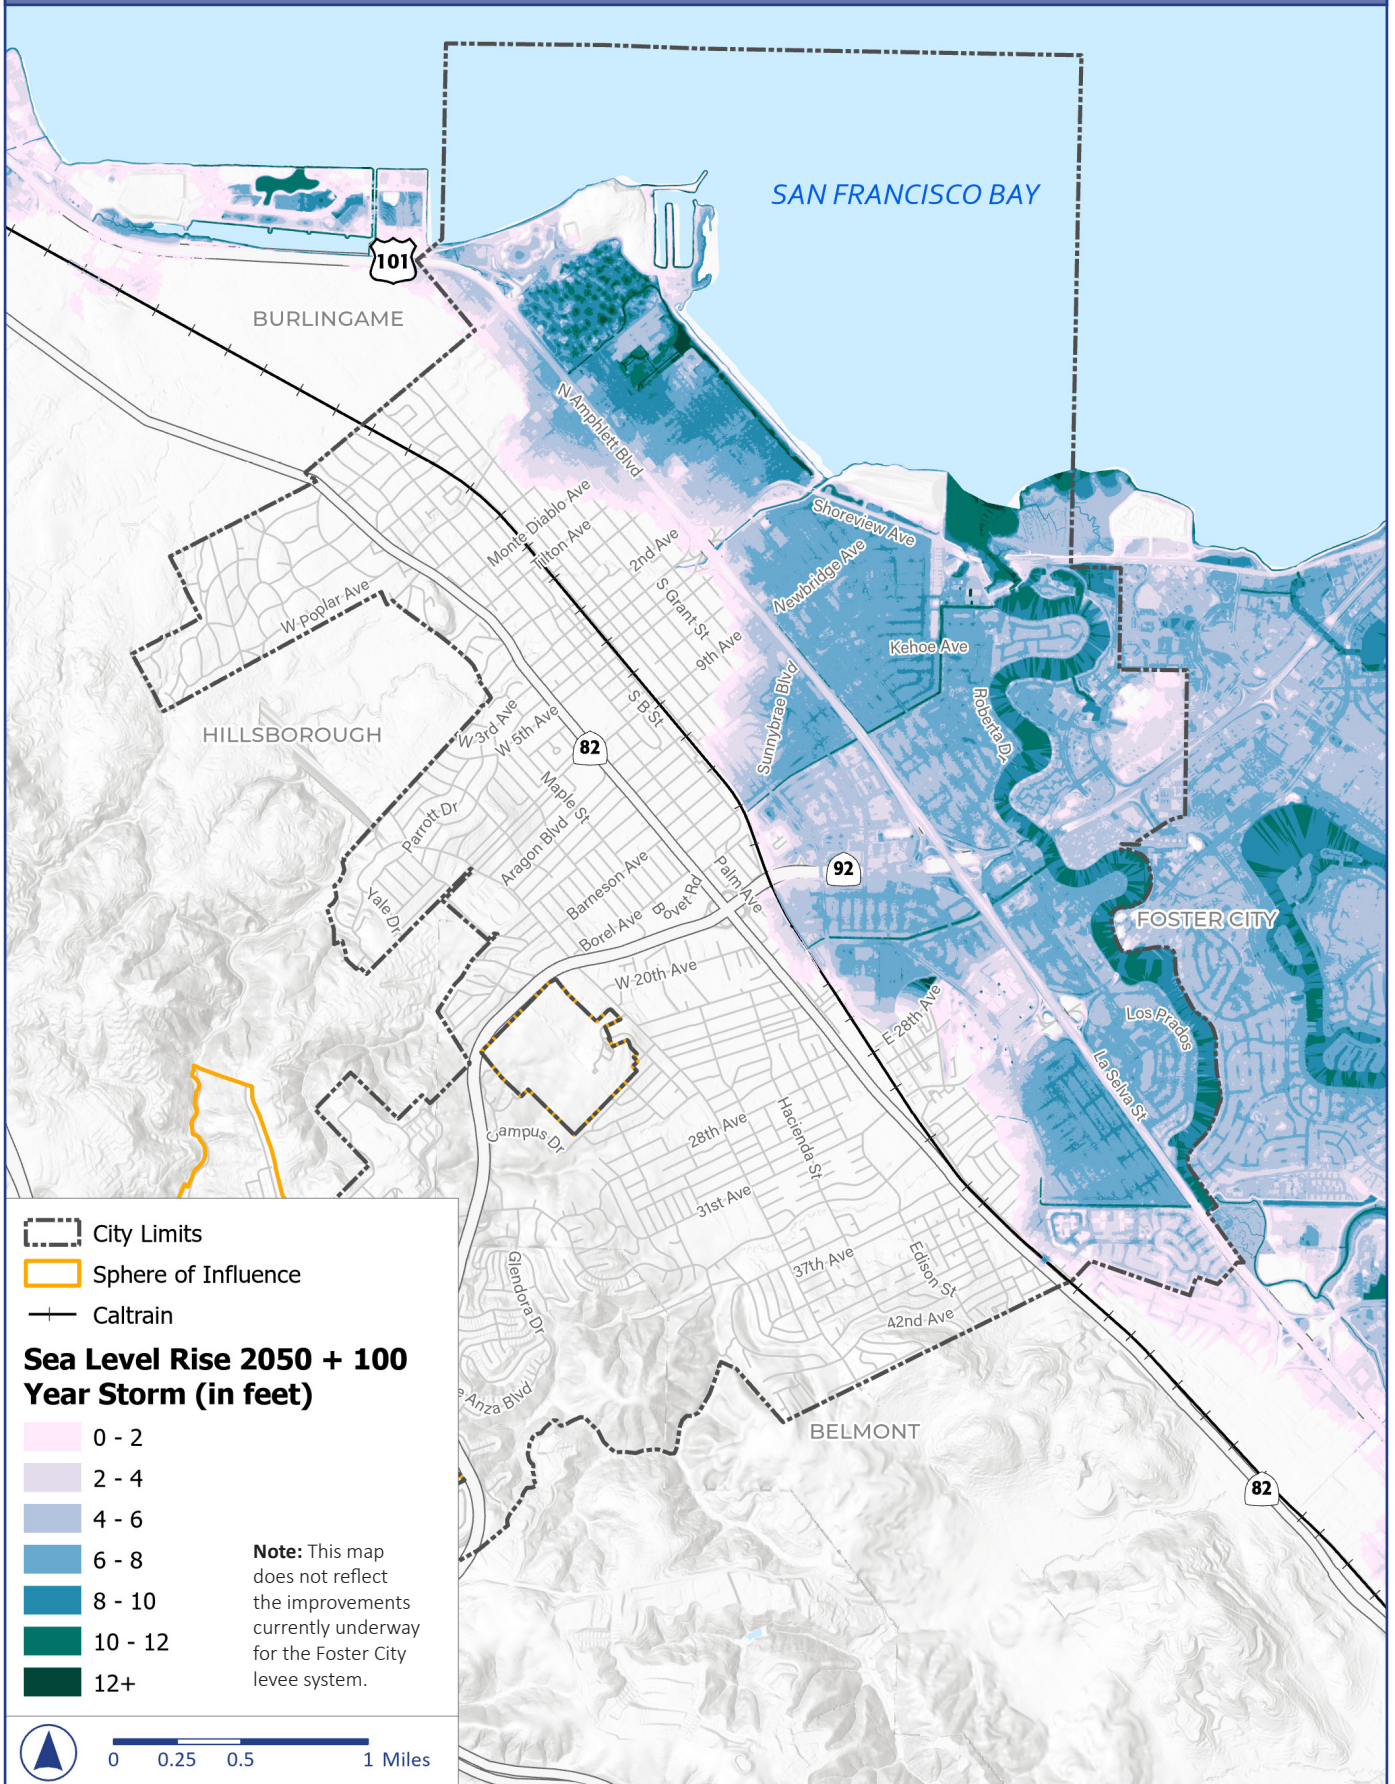 SAN FRANCISCO BAY
101
BURLINGAME
N Amphlett Blvd
Monte Diablo Ave
Tilton Ave
2nd Ave
Shoreview Ave
Newbridge Ave
S Grant St
W Poplar Ave
9th Ave
Kehoe Ave
Sunnybrae Blvd
Roberta Dr
S B St
W 3rd Ave
W 5th Ave
HILLSBOROUGH
82
Maple St
Parrott Dr
Aragon Blvd
Barneson Ave
Palm Ave
92
Yale Dr
Bover Rd
Borel Ave
FOSTER CITY
W 20th Ave
E 28th Ave
Los Prados
La Selva St
Campus Dr
28th Ave
Hacienda St
31st Ave
37th Ave
Edison St
Glendora Dr
42nd Ave
e Anza Blvd
BELMONT
82
City Limits
Sphere of Influence
Caltrain
Sea Level Rise 2050 + 100
Year Storm (in feet)
0 - 2
2 - 4
4 - 6
6 - 8
8 - 10
10 - 12
12+
Note: This map
does not reflect
the improvements
currently underway
for the Foster City
levee system.
0 0.25 0.5 1 Miles